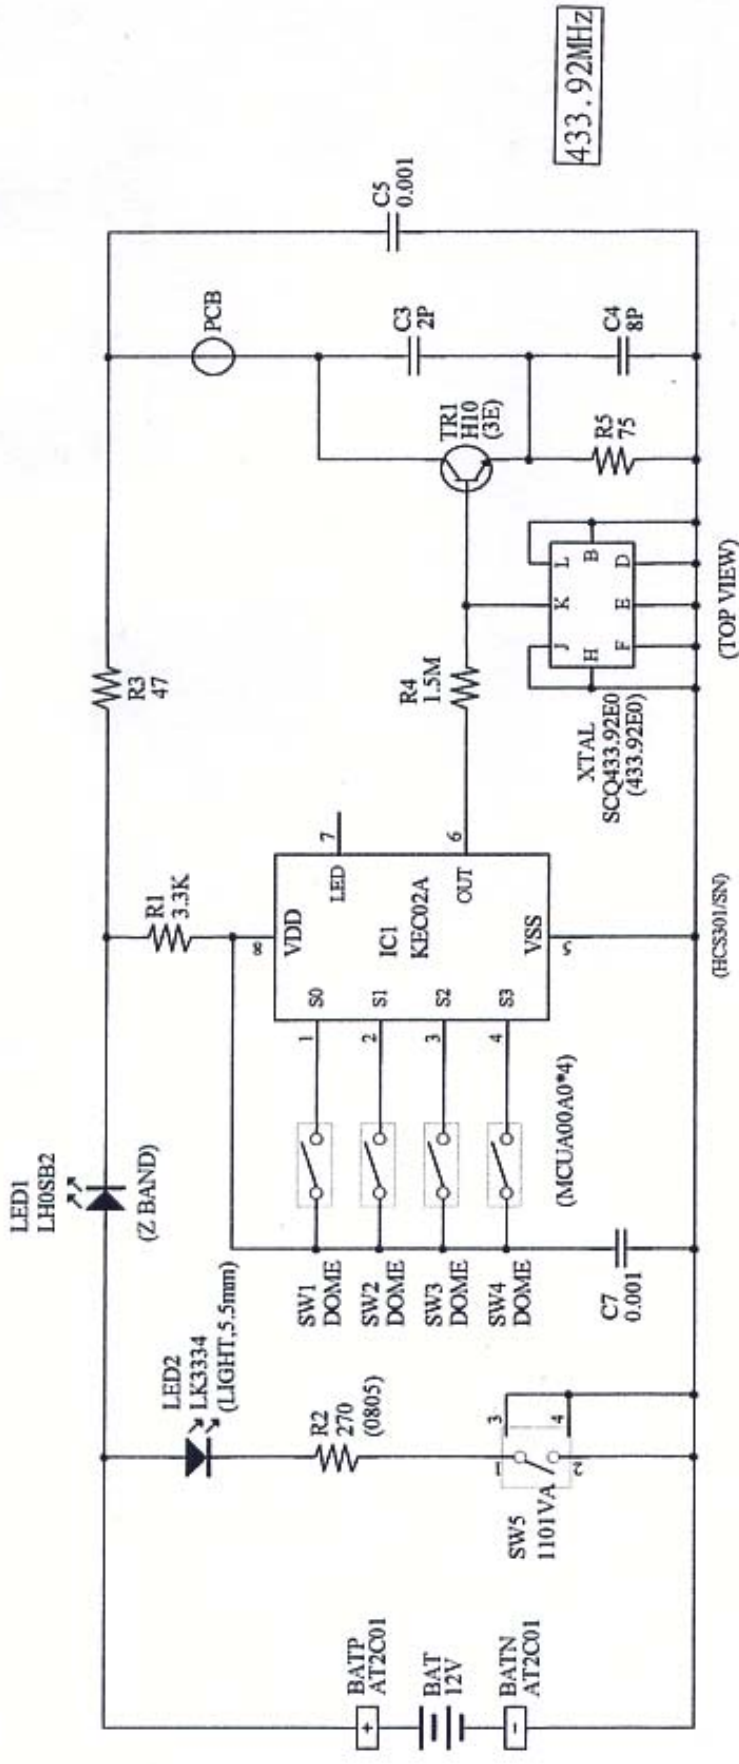 433.92MHz
LED1
LH0SB2
(Z BAND)
LED2
LK3334
(LIGHT,5.5mm)
R1
3.3K
R3
47
PCB
C5
0.001
R2
270
(0805)
SW5
1101VA
1
2
3
4
BATP
AT2C01
+
BAT
12V
-
BATN
AT2C01
SW1
DOME
SW2
DOME
SW3
DOME
SW4
DOME
C7
0.001
(MCUA00A0*4)
1
2
3
4
S0
S1
S2
S3
IC1
KEC02A
VDD
8
LED
7
OUT
6
VSS
5
R4
1.5M
TR1
H10
(3E)
C3
2P
C4
8P
R5
75
J
K
L
H
B
F
E
D
XTAL
SCQ433.92E0
(433.92E0)
(TOP VIEW)
(HCS301/SN)